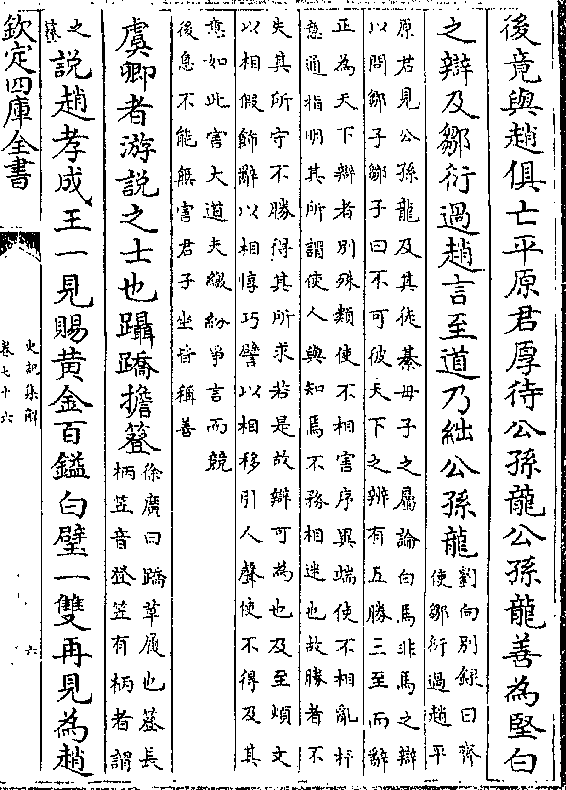 後竟與趙俱亡平原君厚待公孫龍公孫龍善為堅白
之辯及鄒衍過趙言至道乃絀公孫龍
劉向別録曰齊
使鄒衍過趙平
原君見公孫龍及其徒綦母子之屬論白馬非馬之辯
以問鄒子鄒子曰不可彼天下之辨有五勝三至而辭
正為天下辯者別殊類使不相害序異端使不相亂杼
意通指明其所謂使人與知焉不務相迷也故勝者不
失其所守不勝得其所求若是故辯可為也及至煩文
以相假飾辭以相惇巧譬以相移引人聲使不得及其
意如此害大道夫繳紛爭言而競
後息不能無害君子坐皆稱善
虞卿者游説之士也躡蹻擔簦
徐廣曰蹻草履也簦長
柄笠音登笠有柄者謂
之
簦
説趙孝成王一見賜黄金百鎰白璧一雙再見為趙
欽定四庫全書
史記集解
卷七十六
六